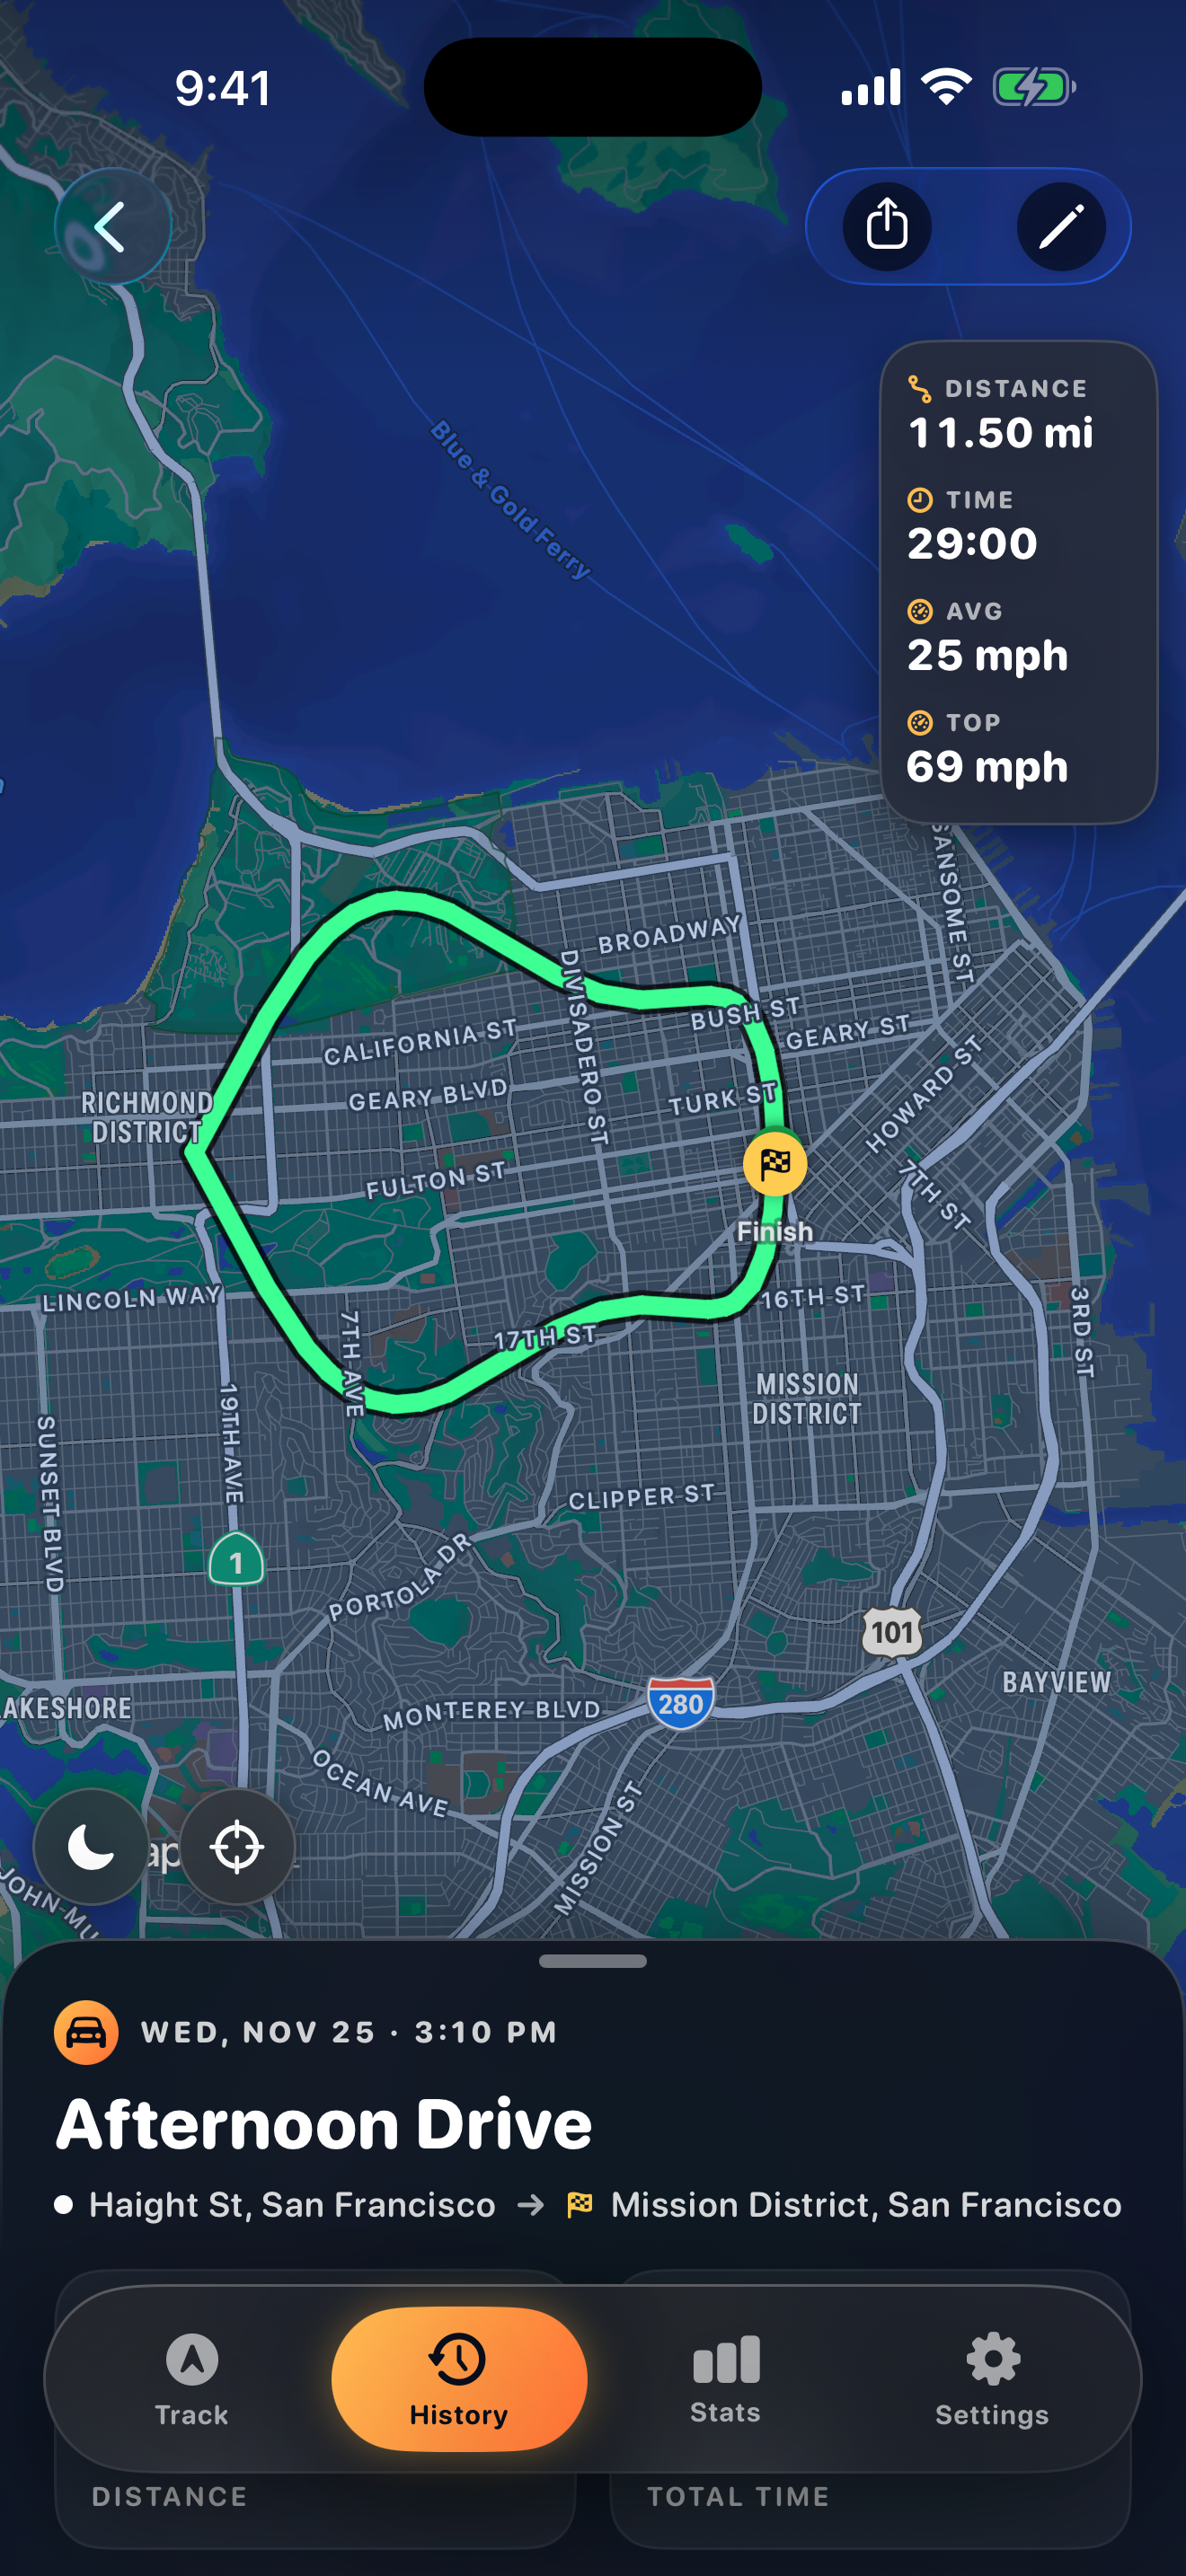 9:41
DISTANCE
11.50 mi
TIME
29:00
AVG
25 mph
TOP
69 mph
Blue & Gold Ferry
SANSOME ST
BROADWAY
DIVISADERO ST
BUSH ST
CALIFORNIA ST
GEARY ST
GEARY BLVD
TURK ST
HOWARD ST
RICHMOND
DISTRICT
FULTON ST
7TH ST
Finish
LINCOLN WAY
16TH ST
17TH ST
7TH AVE
3RD ST
MISSION
DISTRICT
19TH AVE
SUNSET BLVD
CLIPPER ST
1
PORTOLA DR
101
BAYVIEW
AKESHORE
280
MONTEREY BLVD
OCEAN AVE
MISSION ST
ap
JOHN MU
WED, NOV 25 · 3:10 PM
Afternoon Drive
Haight St, San Francisco → Mission District, San Francisco
Track
History
Stats
Settings
DISTANCE
TOTAL TIME